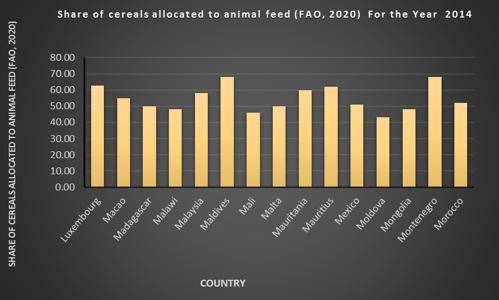 Share of cereals allocated to animal feed (FAO, 2020)  For the Year  2014
SHARE OF CEREALS ALLOCATED TO ANIMAL FEED (FAO, 2020)
80.00
70.00
60.00
50.00
40.00
30.00
20.00
10.00
0.00
Luxembourg
Macao
Madagascar
Malawi
Malaysia
Maldives
Mali
Malta
Mauritania
Mauritius
Mexico
Moldova
Mongolia
Montenegro
Morocco
COUNTRY